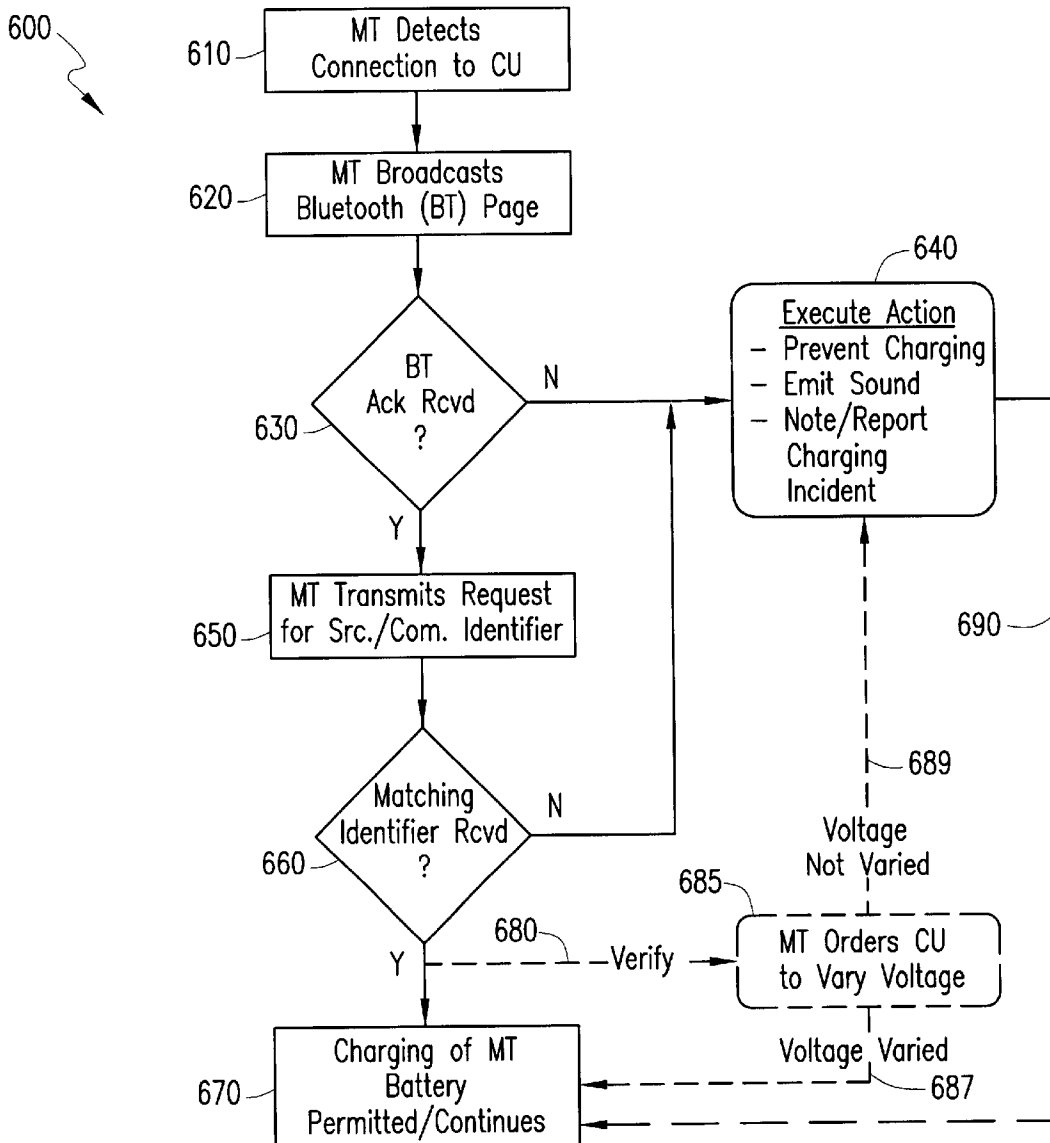 600
610
MT Detects
Connection to CU
620
MT Broadcasts
Bluetooth (BT) Page
630
BT
Ack Rcvd
?
N
Y
640
Execute Action
– Prevent Charging
– Emit Sound
– Note/Report
Charging
Incident
650
MT Transmits Request
for Src./Com. Identifier
690
660
Matching
Identifier Rcvd
?
N
Y
689
Voltage
Not Varied
680
Verify
685
MT Orders CU
to Vary Voltage
Voltage Varied
687
670
Charging of MT
Battery
Permitted/Continues